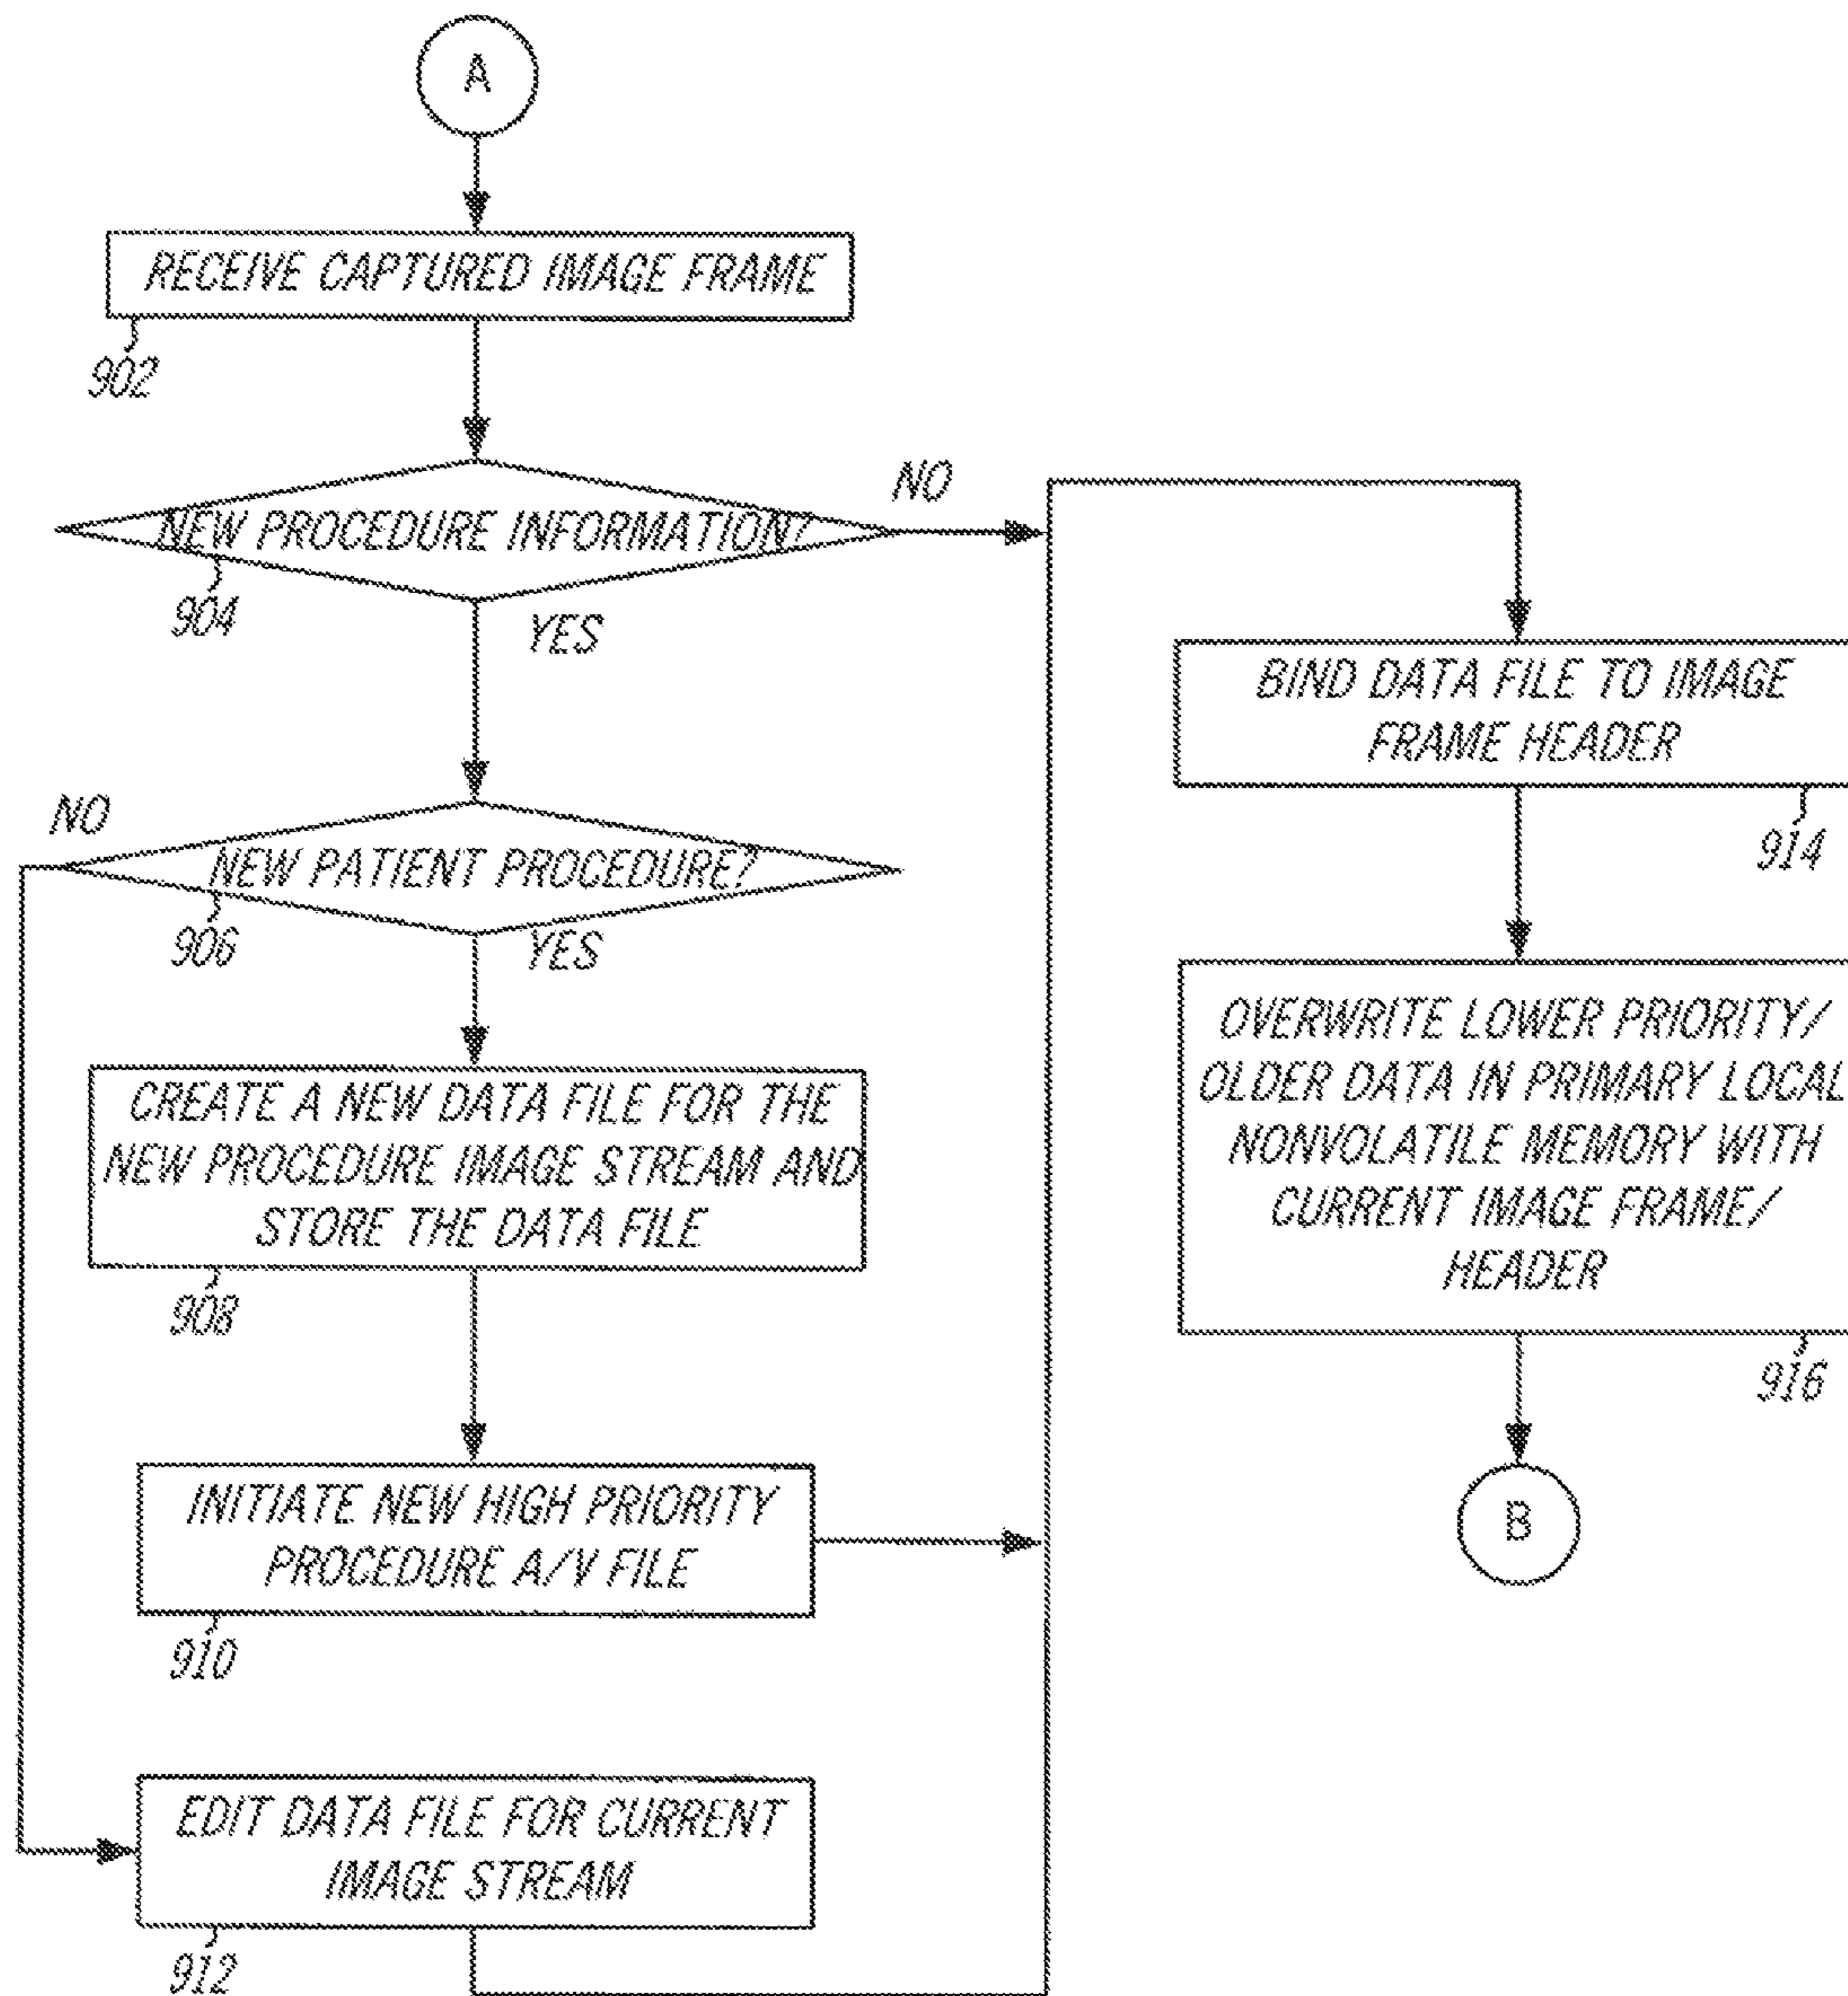 A
RECEIVE CAPTURED IMAGE FRAME
902
NEW PROCEDURE INFORMATION?
NO
904
YES
NO
NEW PATIENT PROCEDURE?
906
YES
CREATE A NEW DATA FILE FOR THE
NEW PROCEDURE IMAGE STREAM AND
STORE THE DATA FILE
908
INITIATE NEW HIGH PRIORITY
PROCEDURE A/V FILE
910
EDIT DATA FILE FOR CURRENT
IMAGE STREAM
912
BIND DATA FILE TO IMAGE
FRAME HEADER
914
OVERWRITE LOWER PRIORITY/
OLDER DATA IN PRIMARY LOCAL
NONVOLATILE MEMORY WITH
CURRENT IMAGE FRAME/
HEADER
916
B